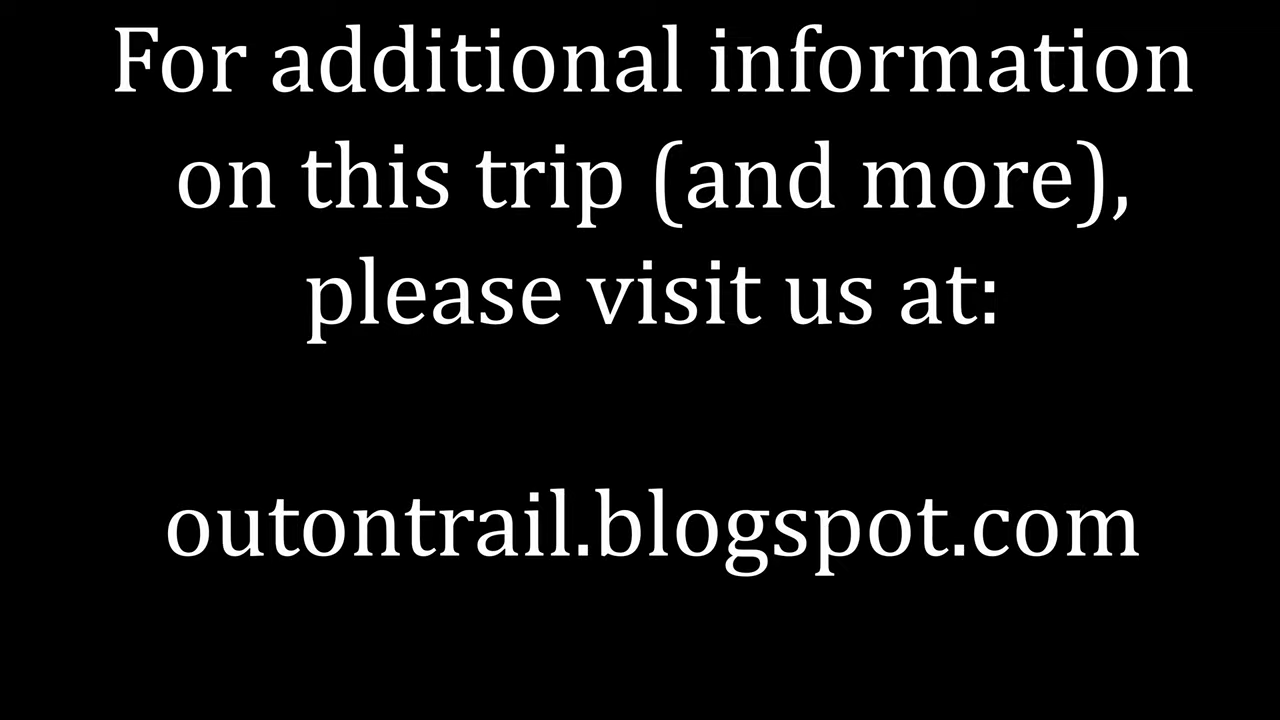 For additional information
on this trip (and more),
please visit us at:
outontrail.blogspot.com